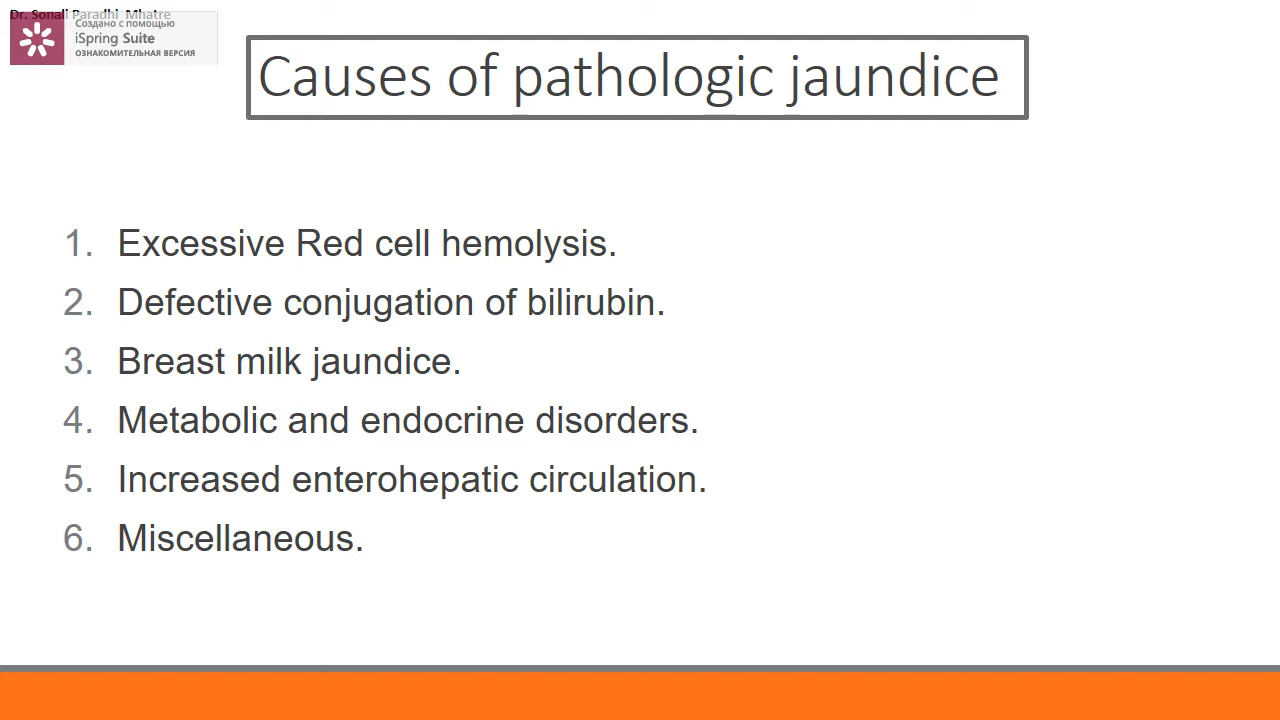 Dr. Sonali Paradhi Mhatre
Создано с помощью
iSpring Suite
ОЗНАКОМИТЕЛЬНАЯ ВЕРСИЯ
Causes of pathologic jaundice
1. Excessive Red cell hemolysis.
2. Defective conjugation of bilirubin.
3. Breast milk jaundice.
4. Metabolic and endocrine disorders.
5. Increased enterohepatic circulation.
6. Miscellaneous.